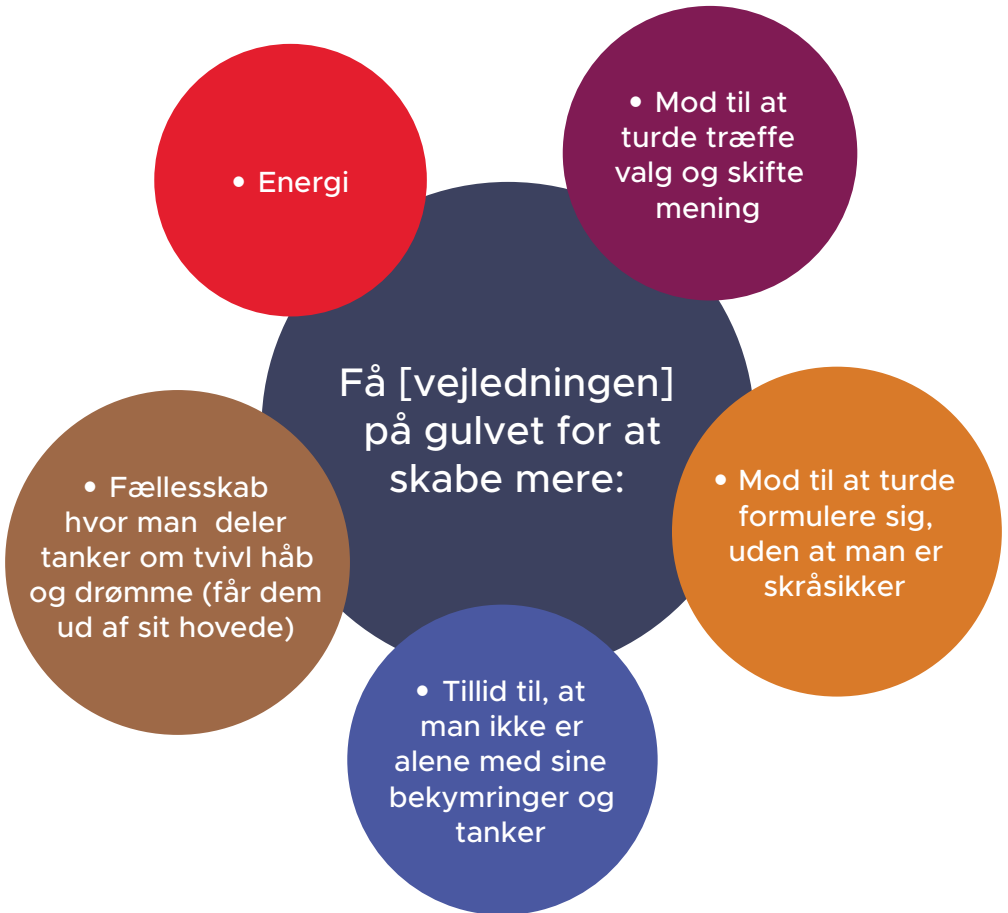 Få [vejledningen]
på gulvet for at
skabe mere:
• Energi
• Mod til at
turde træffe
valg og skifte
mening
• Mod til at turde
formulere sig,
uden at man er
skråsikker
• Tillid til, at
man ikke er
alene med sine
bekymringer og
tanker
• Fællesskab
hvor man  deler
tanker om tvivl håb
og drømme (får dem
ud af sit hovede)